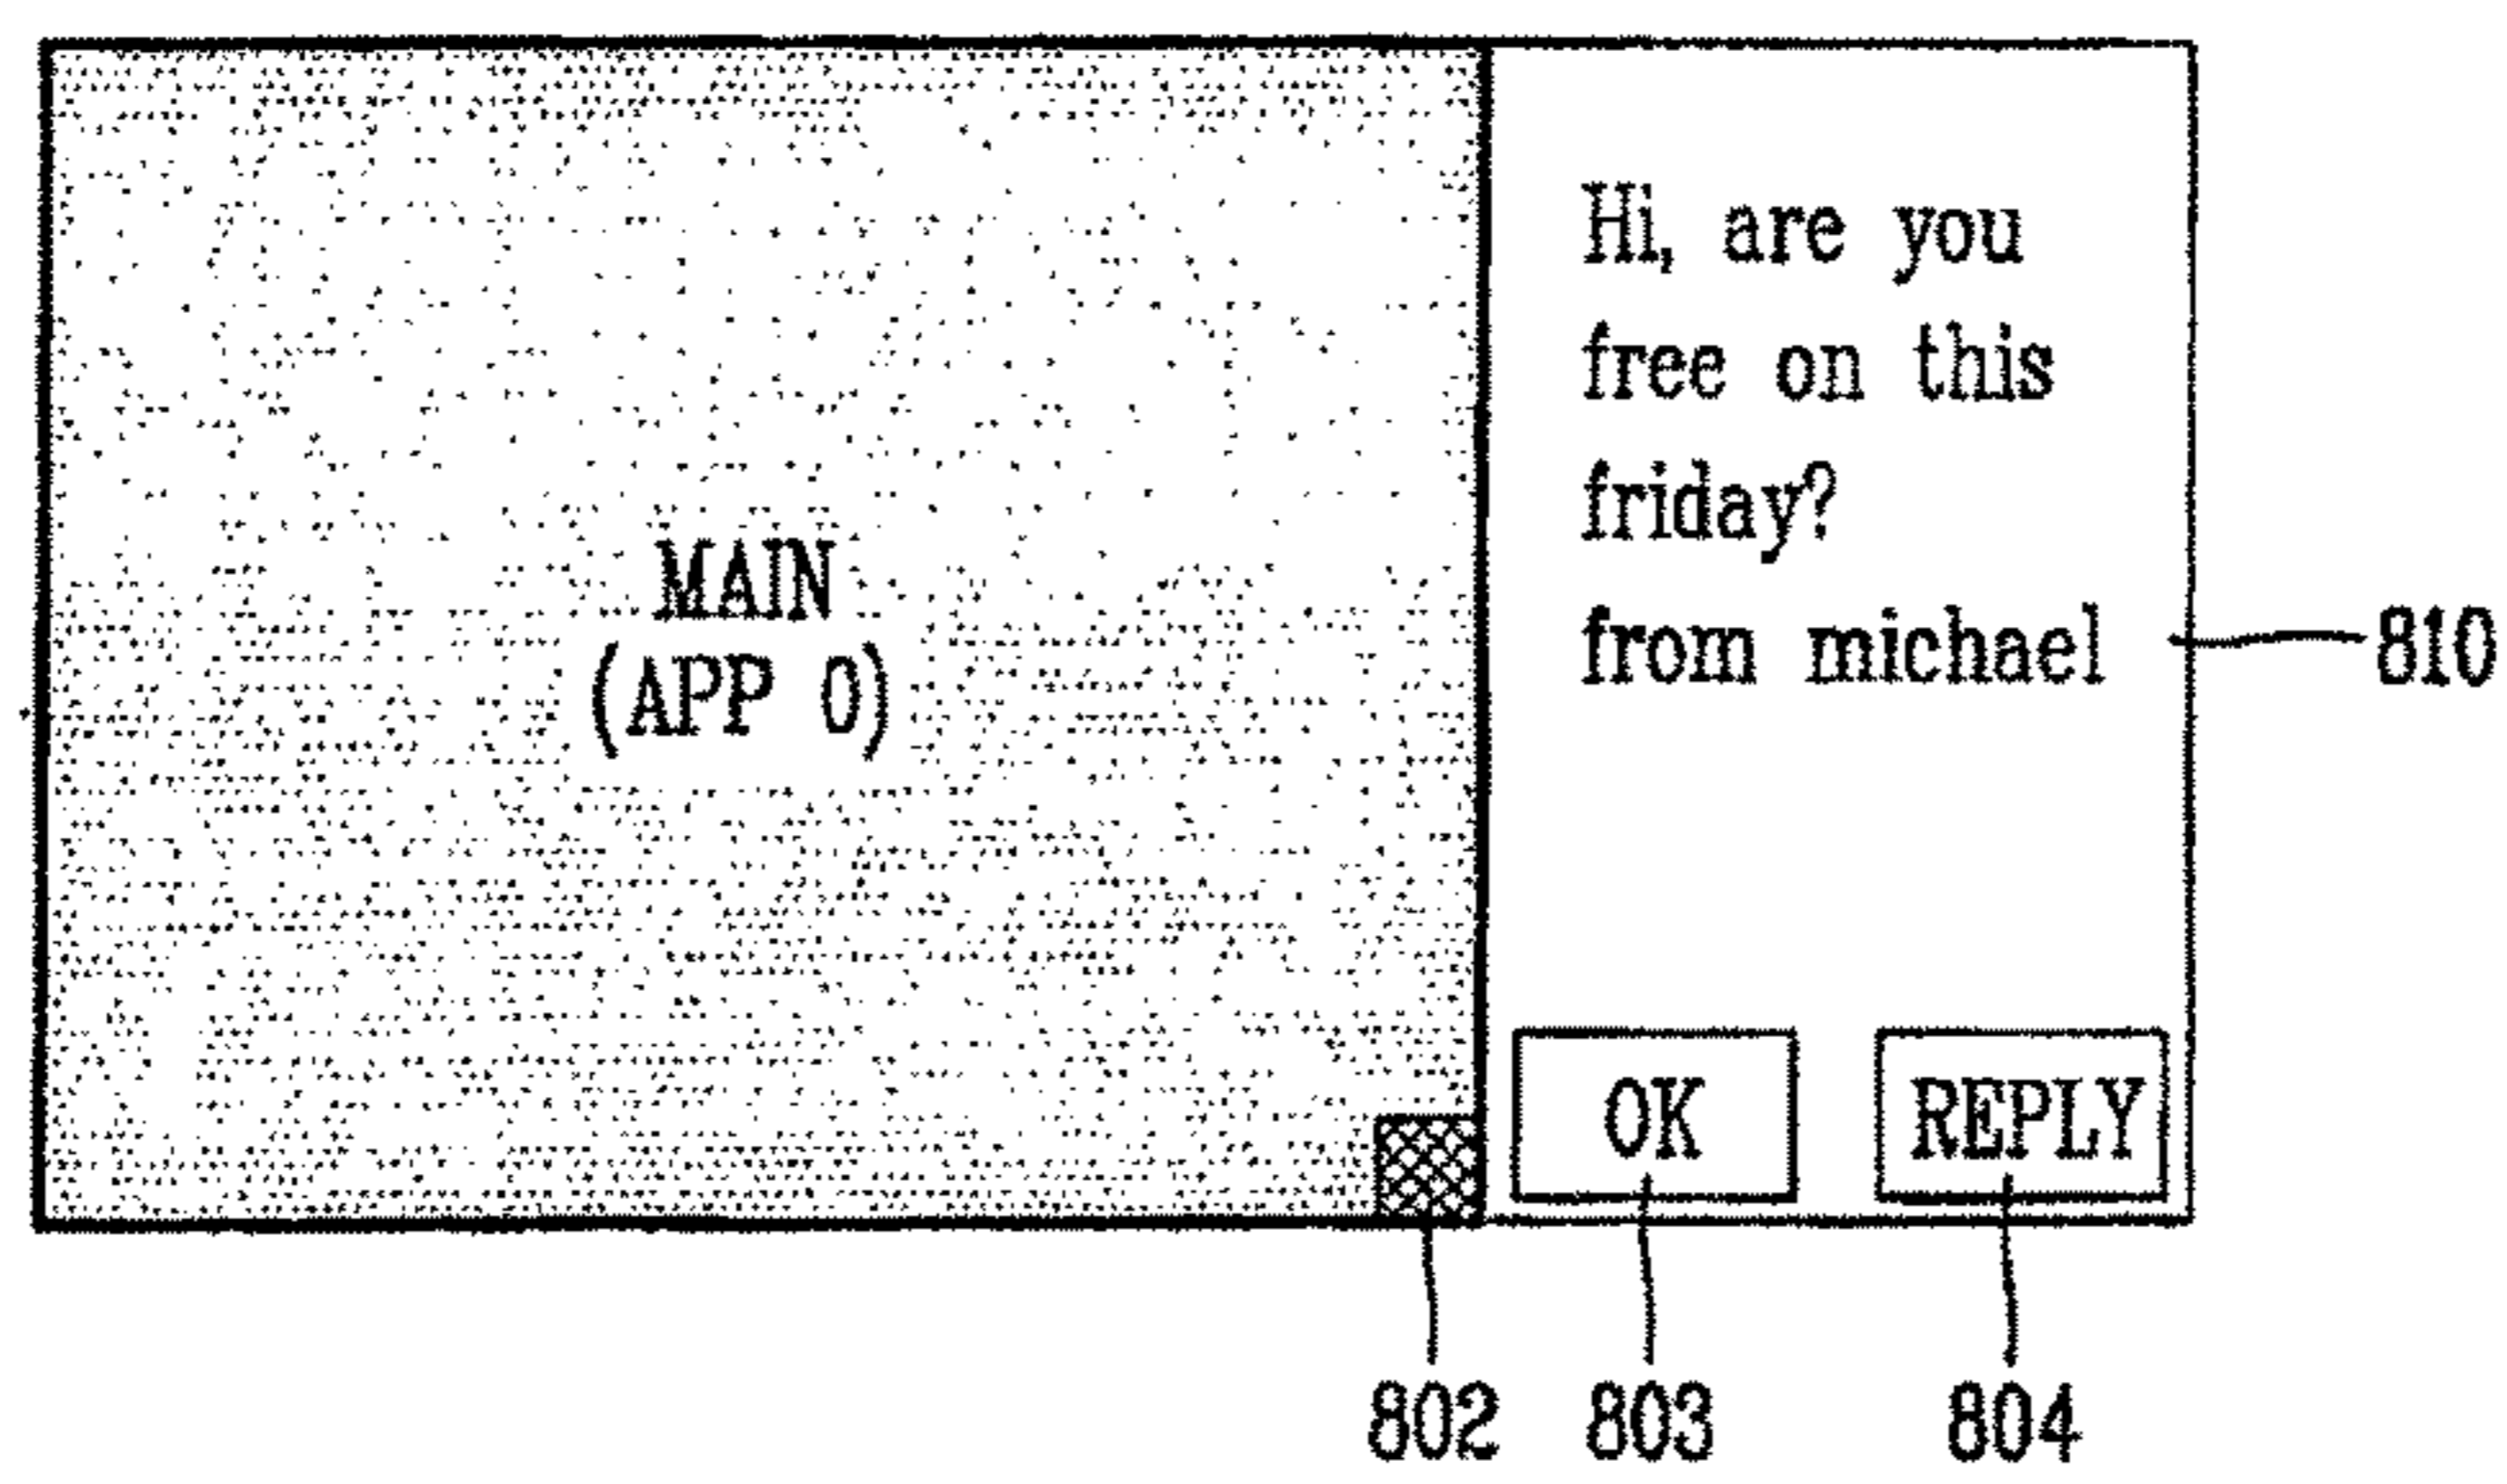 MAIN
(APP 0)
Hi, are you
free on this
friday?
from michael
810
OK
REPLY
802
803
804